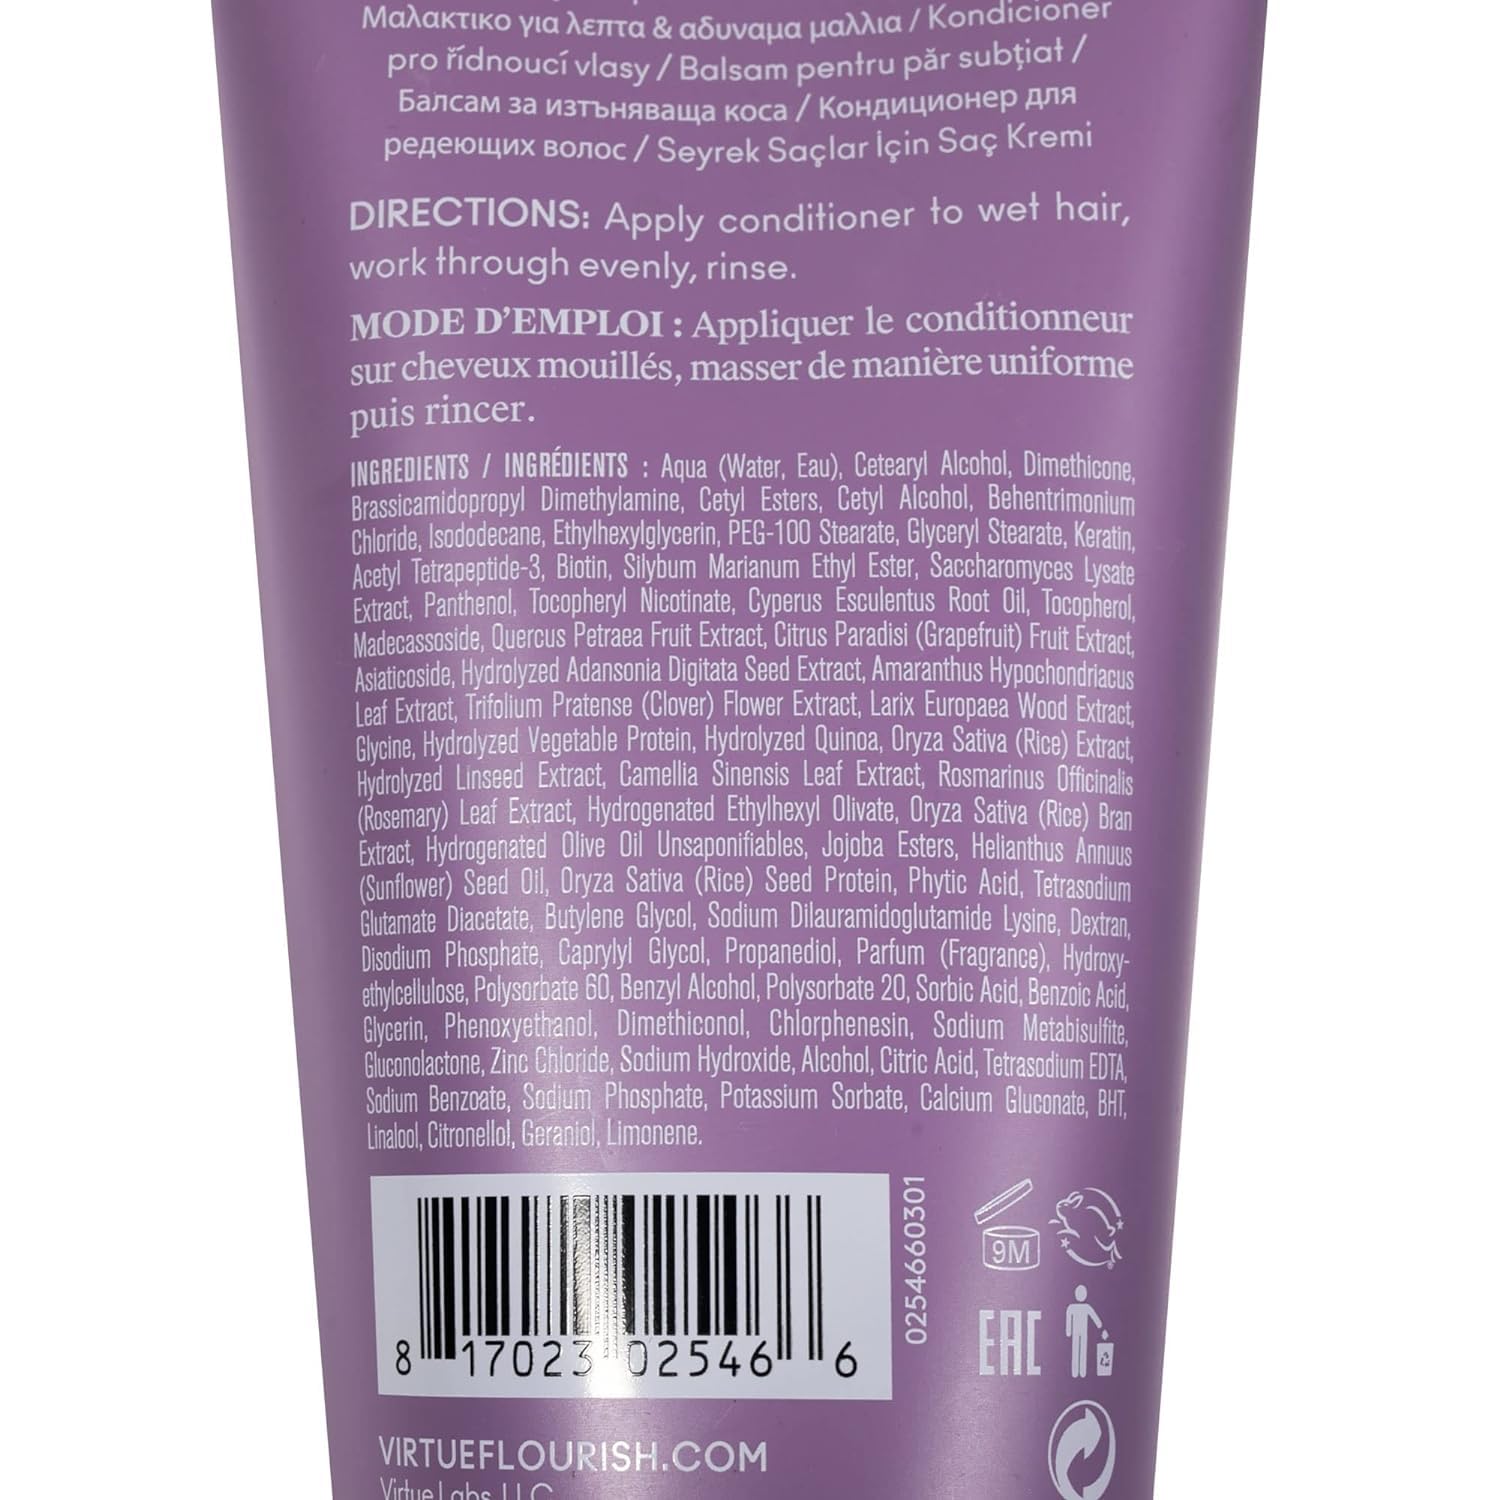 Μαλακτικο για λεπτα & αδυναμα μαλλια / Kondicionér
pro řídnoucí vlasy / Balsam pentru păr subțiat /
Балсам за изтъняваща коса / Кондиционер для
редеющих волос / Seyrek Saçlar İçin Saç Kremi
DIRECTIONS: Apply conditioner to wet hair,
work through evenly, rinse.
MODE D'EMPLOI : Appliquer le conditionneur
sur cheveux mouillés, masser de manière uniforme
puis rincer.
INGREDIENTS / INGRÉDIENTS : Aqua (Water, Eau), Cetearyl Alcohol, Dimethicone,
Brassicamidopropyl Dimethylamine, Cetyl Esters, Cetyl Alcohol, Behentrimonium
Chloride, Isododecane, Ethylhexylglycerin, PEG-100 Stearate, Glyceryl Stearate, Keratin,
Acetyl Tetrapeptide-3, Biotin, Silybum Marianum Ethyl Ester, Saccharomyces Lysate
Extract, Panthenol, Tocopheryl Nicotinate, Cyperus Esculentus Root Oil, Tocopherol,
Madecassoside, Quercus Petraea Fruit Extract, Citrus Paradisi (Grapefruit) Fruit Extract,
Asiaticoside, Hydrolyzed Adansonia Digitata Seed Extract, Amaranthus Hypochondriacus
Leaf Extract, Trifolium Pratense (Clover) Flower Extract, Larix Europaea Wood Extract,
Glycine, Hydrolyzed Vegetable Protein, Hydrolyzed Quinoa, Oryza Sativa (Rice) Extract,
Hydrolyzed Linseed Extract, Camellia Sinensis Leaf Extract, Rosmarinus Officinalis
(Rosemary) Leaf Extract, Hydrogenated Ethylhexyl Olivate, Oryza Sativa (Rice) Bran
Extract, Hydrogenated Olive Oil Unsaponifiables, Jojoba Esters, Helianthus Annuus
(Sunflower) Seed Oil, Oryza Sativa (Rice) Seed Protein, Phytic Acid, Tetrasodium
Glutamate Diacetate, Butylene Glycol, Sodium Dilauramidoglutamide Lysine, Dextran,
Disodium Phosphate, Caprylyl Glycol, Propanediol, Parfum (Fragrance), Hydroxy-
ethylcellulose, Polysorbate 60, Benzyl Alcohol, Polysorbate 20, Sorbic Acid, Benzoic Acid,
Glycerin, Phenoxyethanol, Dimethiconol, Chlorphenesin, Sodium Metabisulfite,
Gluconolactone, Zinc Chloride, Sodium Hydroxide, Alcohol, Citric Acid, Tetrasodium EDTA,
Sodium Benzoate, Sodium Phosphate, Potassium Sorbate, Calcium Gluconate, BHT,
Linalool, Citronellol, Geraniol, Limonene.
8 17023 02546 6
0254660301
9M
EAC
VIRTUEFLOURISH.COM
Virtue Labs, LLC